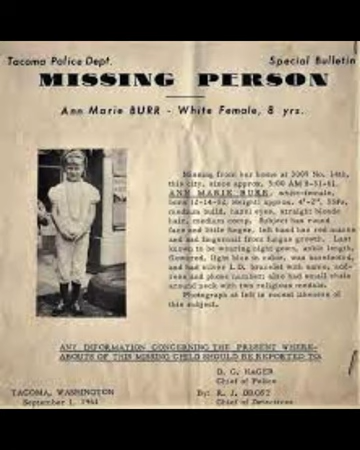 Tacoma Police Dept.
Special Bulletin
MISSING PERSON
Ann Marie BURR - White Female, 8 yrs.
Missing from her home at 3009 No. 14th,
this city, since approx. 5:00 AM 8-31-61.
ANN MARIE BURR, white-female,
born 12-14-52, Weight: approx. 4'-2",
medium build, hazel eyes, straight blonde
hair, medium comp. Subject has round
face and little finger, left hand has red
and fingernail from fungus growth. Last
known to be wearing night gown, ankle length,
flowered, light blue in color, was barefooted,
and had silver I.D. bracelet with name, add-
ress and phone number; also had small chain
around neck with two religious medals.
Photograph at left is recent likeness of
this subject.
ANY INFORMATION CONCERNING THE PRESENT WHERE-
ABOUTS OF THIS MISSING CHILD SHOULD BE REPORTED TO
D. C. HAGER
Chief of Police
TACOMA, WASHINGTON
By: R. J. DROST
September 1, 1961
Chief of Detectives